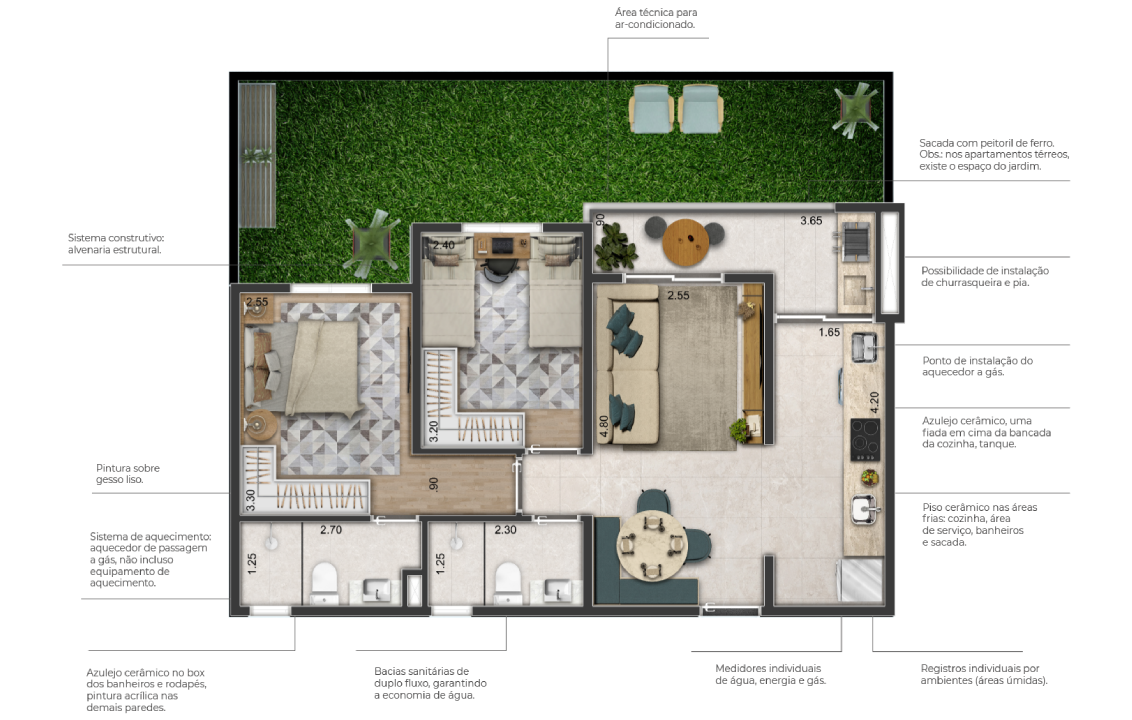 Área técnica para
ar-condicionado.
Sacada com peitoril de ferro.
Obs.: nos apartamentos térreos,
existe o espaço do jardim.
Sistema construtivo:
alvenaria estrutural.
Possibilidade de instalação
de churrasqueira e pia.
Ponto de instalação do
aquecedor a gás.
Azulejo cerâmico, uma
fiada em cima da bancada
da cozinha, tanque.
Pintura sobre
gesso liso.
Piso cerâmico nas áreas
frias: cozinha, área
de serviço, banheiros
e sacada.
Sistema de aquecimento:
aquecedor de passagem
a gás, não incluso
equipamento de
aquecimento.
.90
3.65
2.40
2.55
2.55
1.65
4.20
4.80
3.20
3.30
.90
2.70
1.25
2.30
1.25
Azulejo cerâmico no box
dos banheiros e rodapés,
pintura acrílica nas
demais paredes.
Bacias sanitárias de
duplo fluxo, garantindo
a economia de água.
Medidores individuais
de água, energia e gás.
Registros individuais por
ambientes (áreas úmidas).